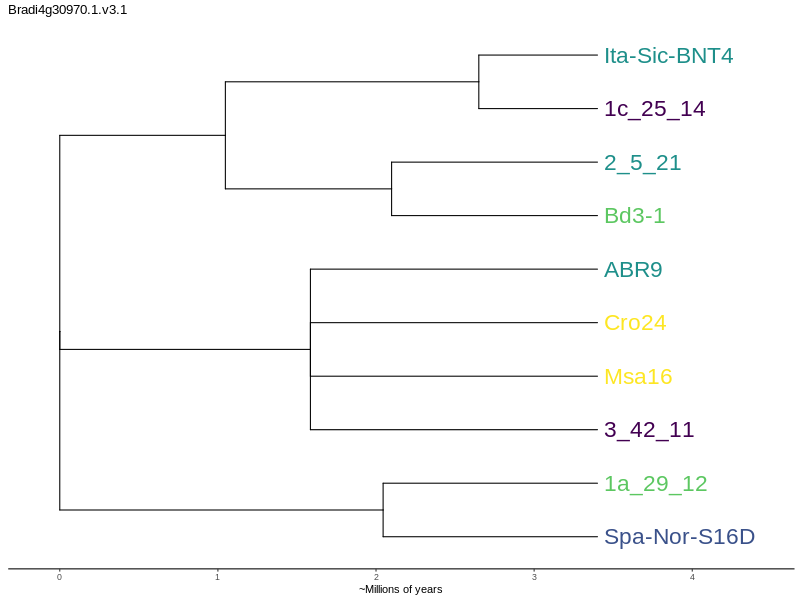 Bradi4g30970.1.v3.1
Ita-Sic-BNT4
1c_25_14
2_5_21
Bd3-1
ABR9
Cro24
Msa16
3_42_11
1a_29_12
Spa-Nor-S16D
0 1 2 3 4
~Millions of years